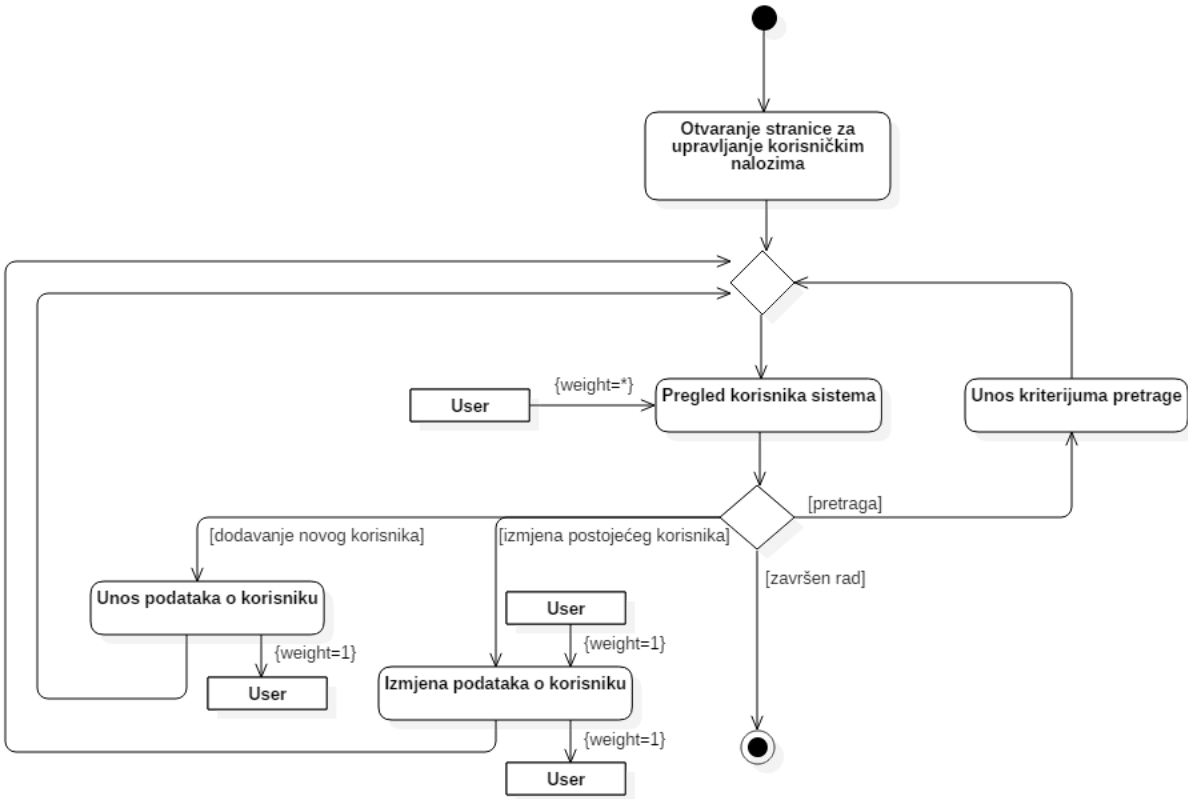 Otvaranje stranice za
upravljanje korisničkim
nalozima
{weight=*}
User
Pregled korisnika sistema
Unos kriterijuma pretrage
[pretraga]
[dodavanje novog korisnika]
[izmjena postojećeg korisnika]
[završen rad]
Unos podataka o korisniku
User
{weight=1}
{weight=1}
User
Izmjena podataka o korisniku
{weight=1}
User